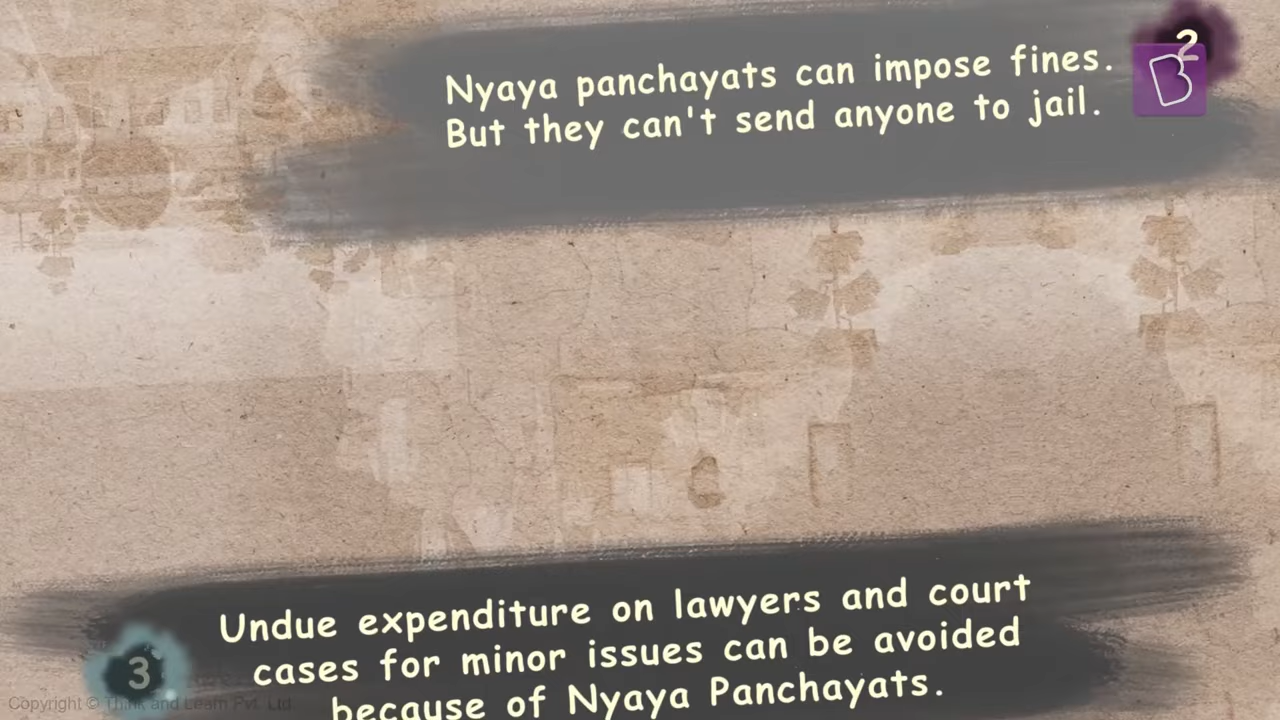 Nyaya panchayats can impose fines.
But they can't send anyone to jail.
2
B
Undue expenditure on lawyers and court
cases for minor issues can be avoided
because of Nyaya Panchayats.
3
Copyright © Think and Learn Pvt. Ltd.